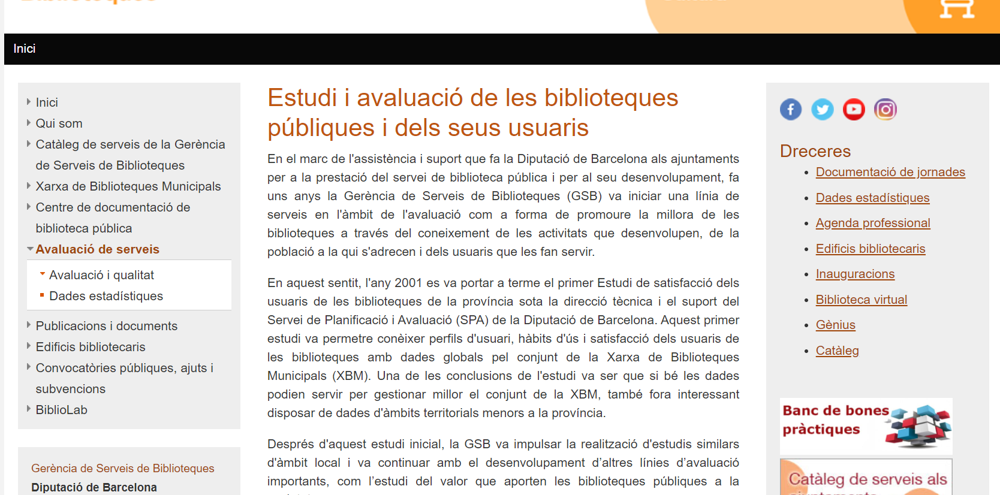 Biblioteques
Inici
Inici
Qui som
Catàleg de serveis de la Gerència
de Serveis de Biblioteques
Xarxa de Biblioteques Municipals
Centre de documentació de
biblioteca pública
Avaluació de serveis
Avaluació i qualitat
Dades estadístiques
Publicacions i documents
Edificis bibliotecaris
Convocatòries públiques, ajuts i
subvencions
BiblioLab
Gerència de Serveis de Biblioteques
Diputació de Barcelona
Estudi i avaluació de les biblioteques
públiques i dels seus usuaris
En el marc de l'assistència i suport que fa la Diputació de Barcelona als ajuntaments
per a la prestació del servei de biblioteca pública i per al seu desenvolupament, fa
uns anys la Gerència de Serveis de Biblioteques (GSB) va iniciar una línia de
serveis en l'àmbit de l'avaluació com a forma de promoure la millora de les
biblioteques a través del coneixement de les activitats que desenvolupen, de la
població a la qui s'adrecen i dels usuaris que les fan servir.
En aquest sentit, l'any 2001 es va portar a terme el primer Estudi de satisfacció dels
usuaris de les biblioteques de la província sota la direcció tècnica i el suport del
Servei de Planificació i Avaluació (SPA) de la Diputació de Barcelona. Aquest primer
estudi va permetre conèixer perfils d'usuari, hàbits d'ús i satisfacció dels usuaris de
les biblioteques amb dades globals pel conjunt de la Xarxa de Biblioteques
Municipals (XBM). Una de les conclusions de l'estudi va ser que si bé les dades
podien servir per gestionar millor el conjunt de la XBM, també fora interessant
disposar de dades d'àmbits territorials menors a la província.
Després d'aquest estudi inicial, la GSB va impulsar la realització d'estudis similars
d'àmbit local i va continuar amb el desenvolupament d’altres línies d’avaluació
importants, com l’estudi del valor que aporten les biblioteques públiques a la
Dreceres
Documentació de jornades
Dades estadístiques
Agenda professional
Edificis bibliotecaris
Inauguracions
Biblioteca virtual
Gènius
Catàleg
Banc de bones
pràctiques
Catàleg de serveis als
ajuntaments